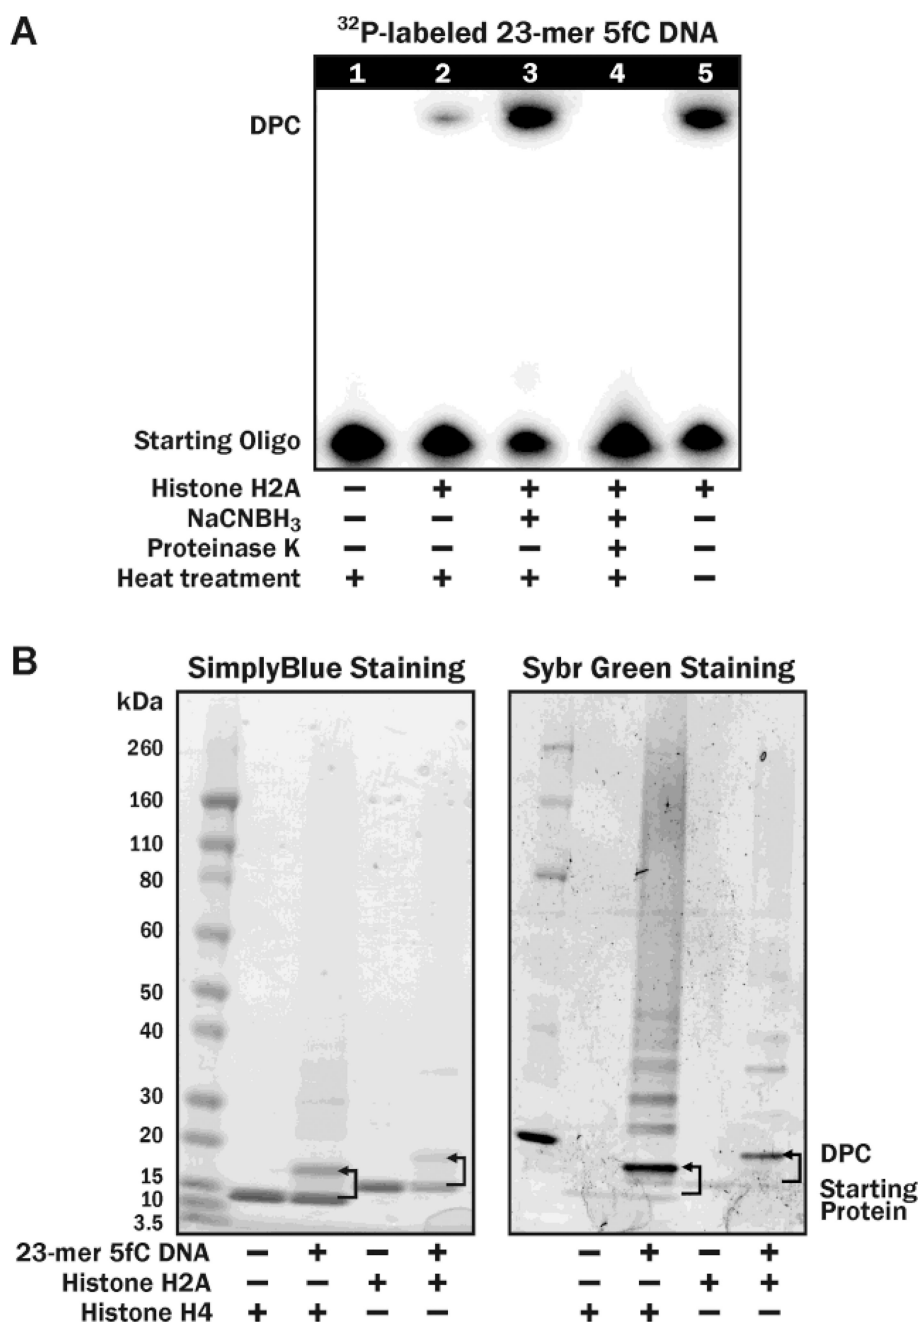 A
³²P-labeled 23-mer 5fC DNA
1 2 3 4 5
DPC
Starting Oligo
Histone H2A − + + + +
NaCNBH₃ − − + + −
Proteinase K − − − + −
Heat treatment + + + + −
B
SimplyBlue Staining Sybr Green Staining
kDa
260
160
110
80
60
50
40
30
20
15
10
3.5
DPC
Starting
Protein
23-mer 5fC DNA − + − + − + − +
Histone H2A − − + + − − + +
Histone H4 + + − − + + − −